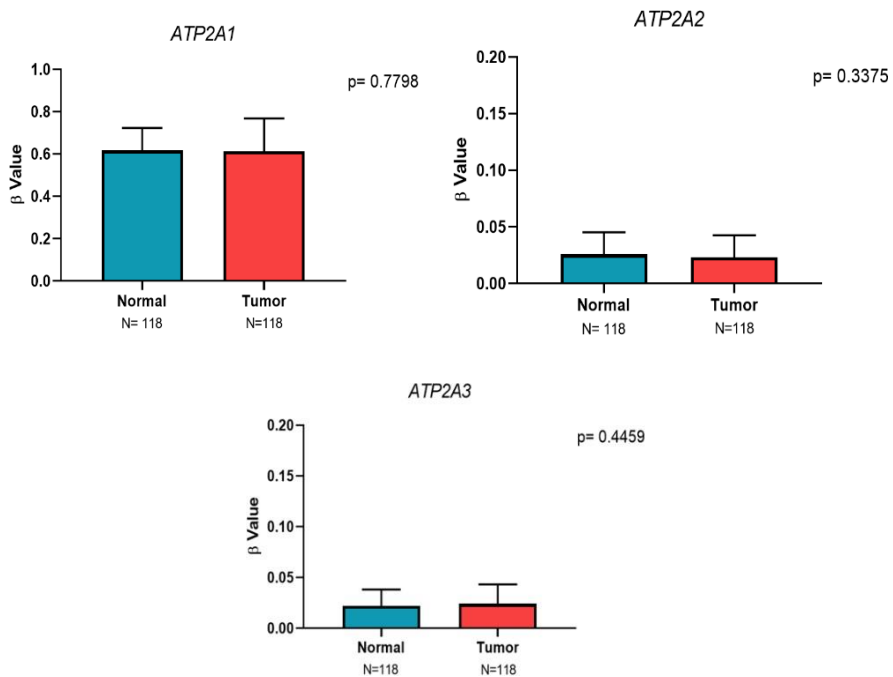 ATP2A1
p= 0.7798
1.0
0.8
0.6
0.4
0.2
0.0
β Value
Normal
Tumor
N= 118
N=118
ATP2A2
p= 0.3375
0.20
0.15
0.10
0.05
0.00
β Value
Normal
Tumor
N= 118
N=118
ATP2A3
p= 0.4459
0.20
0.15
0.10
0.05
0.00
β Value
Normal
Tumor
N=118
N=118